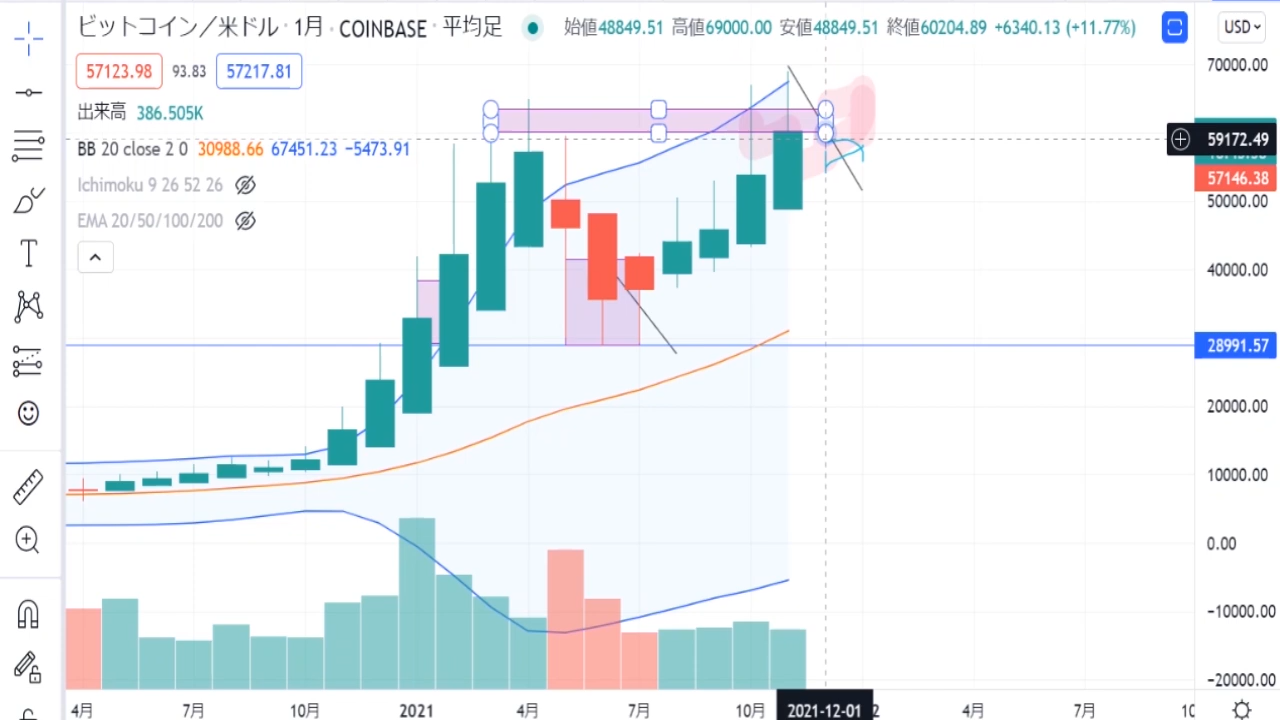 ビットコイン／米ドル · 1月 · COINBASE · 平均足 始値48849.51 高値69000.00 安値48849.51 終値60204.89 +6340.13 (+11.77%) USD
57123.98 93.83 57217.81
出来高 386.505K
BB 20 close 2 0 30988.66 67451.23 −5473.91
Ichimoku 9 26 52 26
EMA 20/50/100/200
70000.00
59172.49
57146.38
50000.00
40000.00
28991.57
20000.00
10000.00
0.00
−10000.00
−20000.00
4月 7月 10月 2021 4月 7月 10月 2021-12-01 2 4月 7月 10